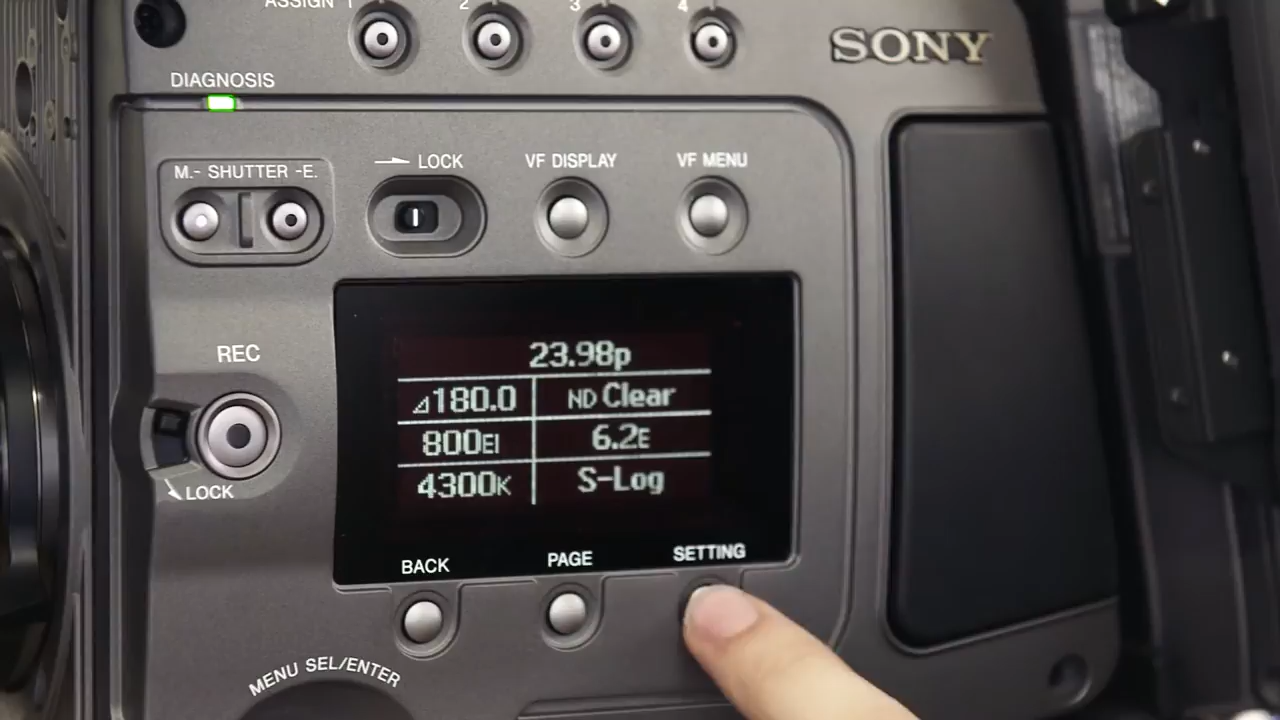 ASSIGN 1 2 3 4
SONY
DIAGNOSIS
M.- SHUTTER -E.
LOCK
VF DISPLAY
VF MENU
REC
LOCK
23.98p
⊿180.0 ND Clear
800EI 6.2E
4300K S-Log
BACK PAGE SETTING
MENU SEL/ENTER